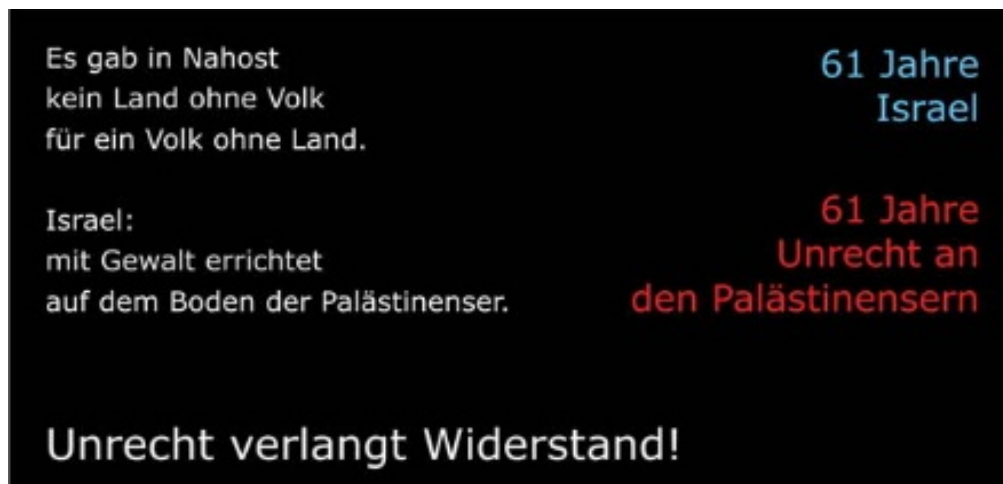 Es gab in Nahost
kein Land ohne Volk
für ein Volk ohne Land.
Israel:
mit Gewalt errichtet
auf dem Boden der Palästinenser.
61 Jahre
Israel
61 Jahre
Unrecht an
den Palästinensern
Unrecht verlangt Widerstand!